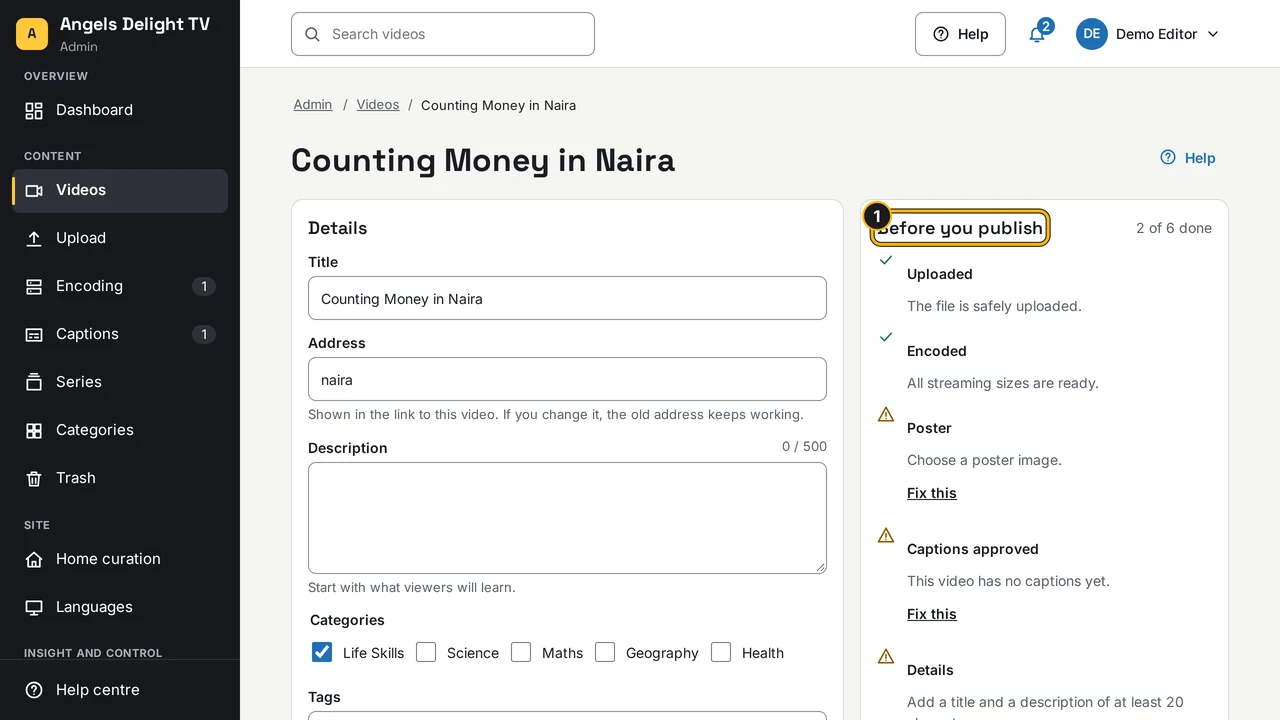 A
Angels Delight TV
Admin
OVERVIEW
Dashboard
CONTENT
Videos
Upload
Encoding 1
Captions 1
Series
Categories
Trash
SITE
Home curation
Languages
INSIGHT AND CONTROL
Help centre
Search videos
Help
2
DE
Demo Editor
Admin / Videos / Counting Money in Naira
Counting Money in Naira
Help
Details
Title
Counting Money in Naira
Address
naira
Shown in the link to this video. If you change it, the old address keeps working.
Description 0 / 500
Start with what viewers will learn.
Categories
Life Skills Science Maths Geography Health
Tags
1
Before you publish 2 of 6 done
Uploaded
The file is safely uploaded.
Encoded
All streaming sizes are ready.
Poster
Choose a poster image.
Fix this
Captions approved
This video has no captions yet.
Fix this
Details
Add a title and a description of at least 20